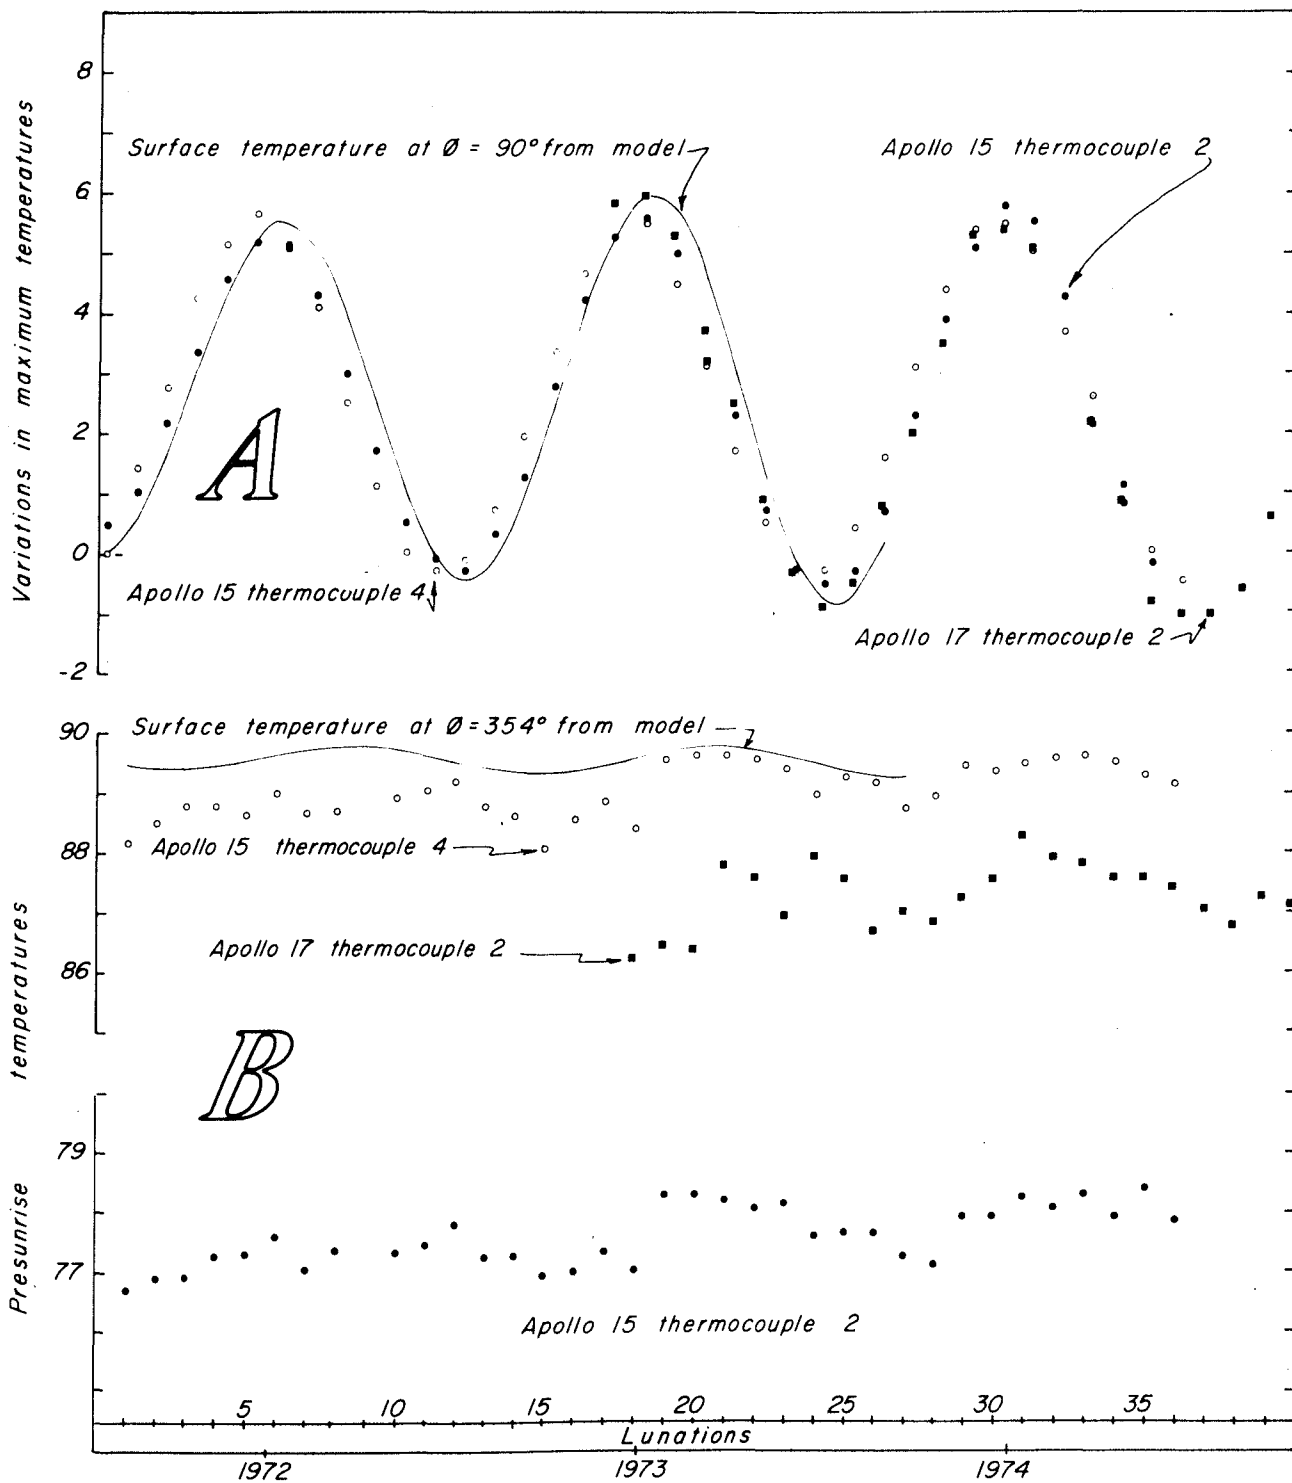 Variations in maximum temperatures
8
6
4
2
0
-2
Surface temperature at Ø = 90° from model
Apollo 15 thermocouple 2
A
Apollo 15 thermocouple 4
Apollo 17 thermocouple 2
Presunrise temperatures
90
88
86
79
77
Surface temperature at Ø = 354° from model
Apollo 15 thermocouple 4
Apollo 17 thermocouple 2
B
Apollo 15 thermocouple 2
5 10 15 20 25 30 35
Lunations
1972 1973 1974